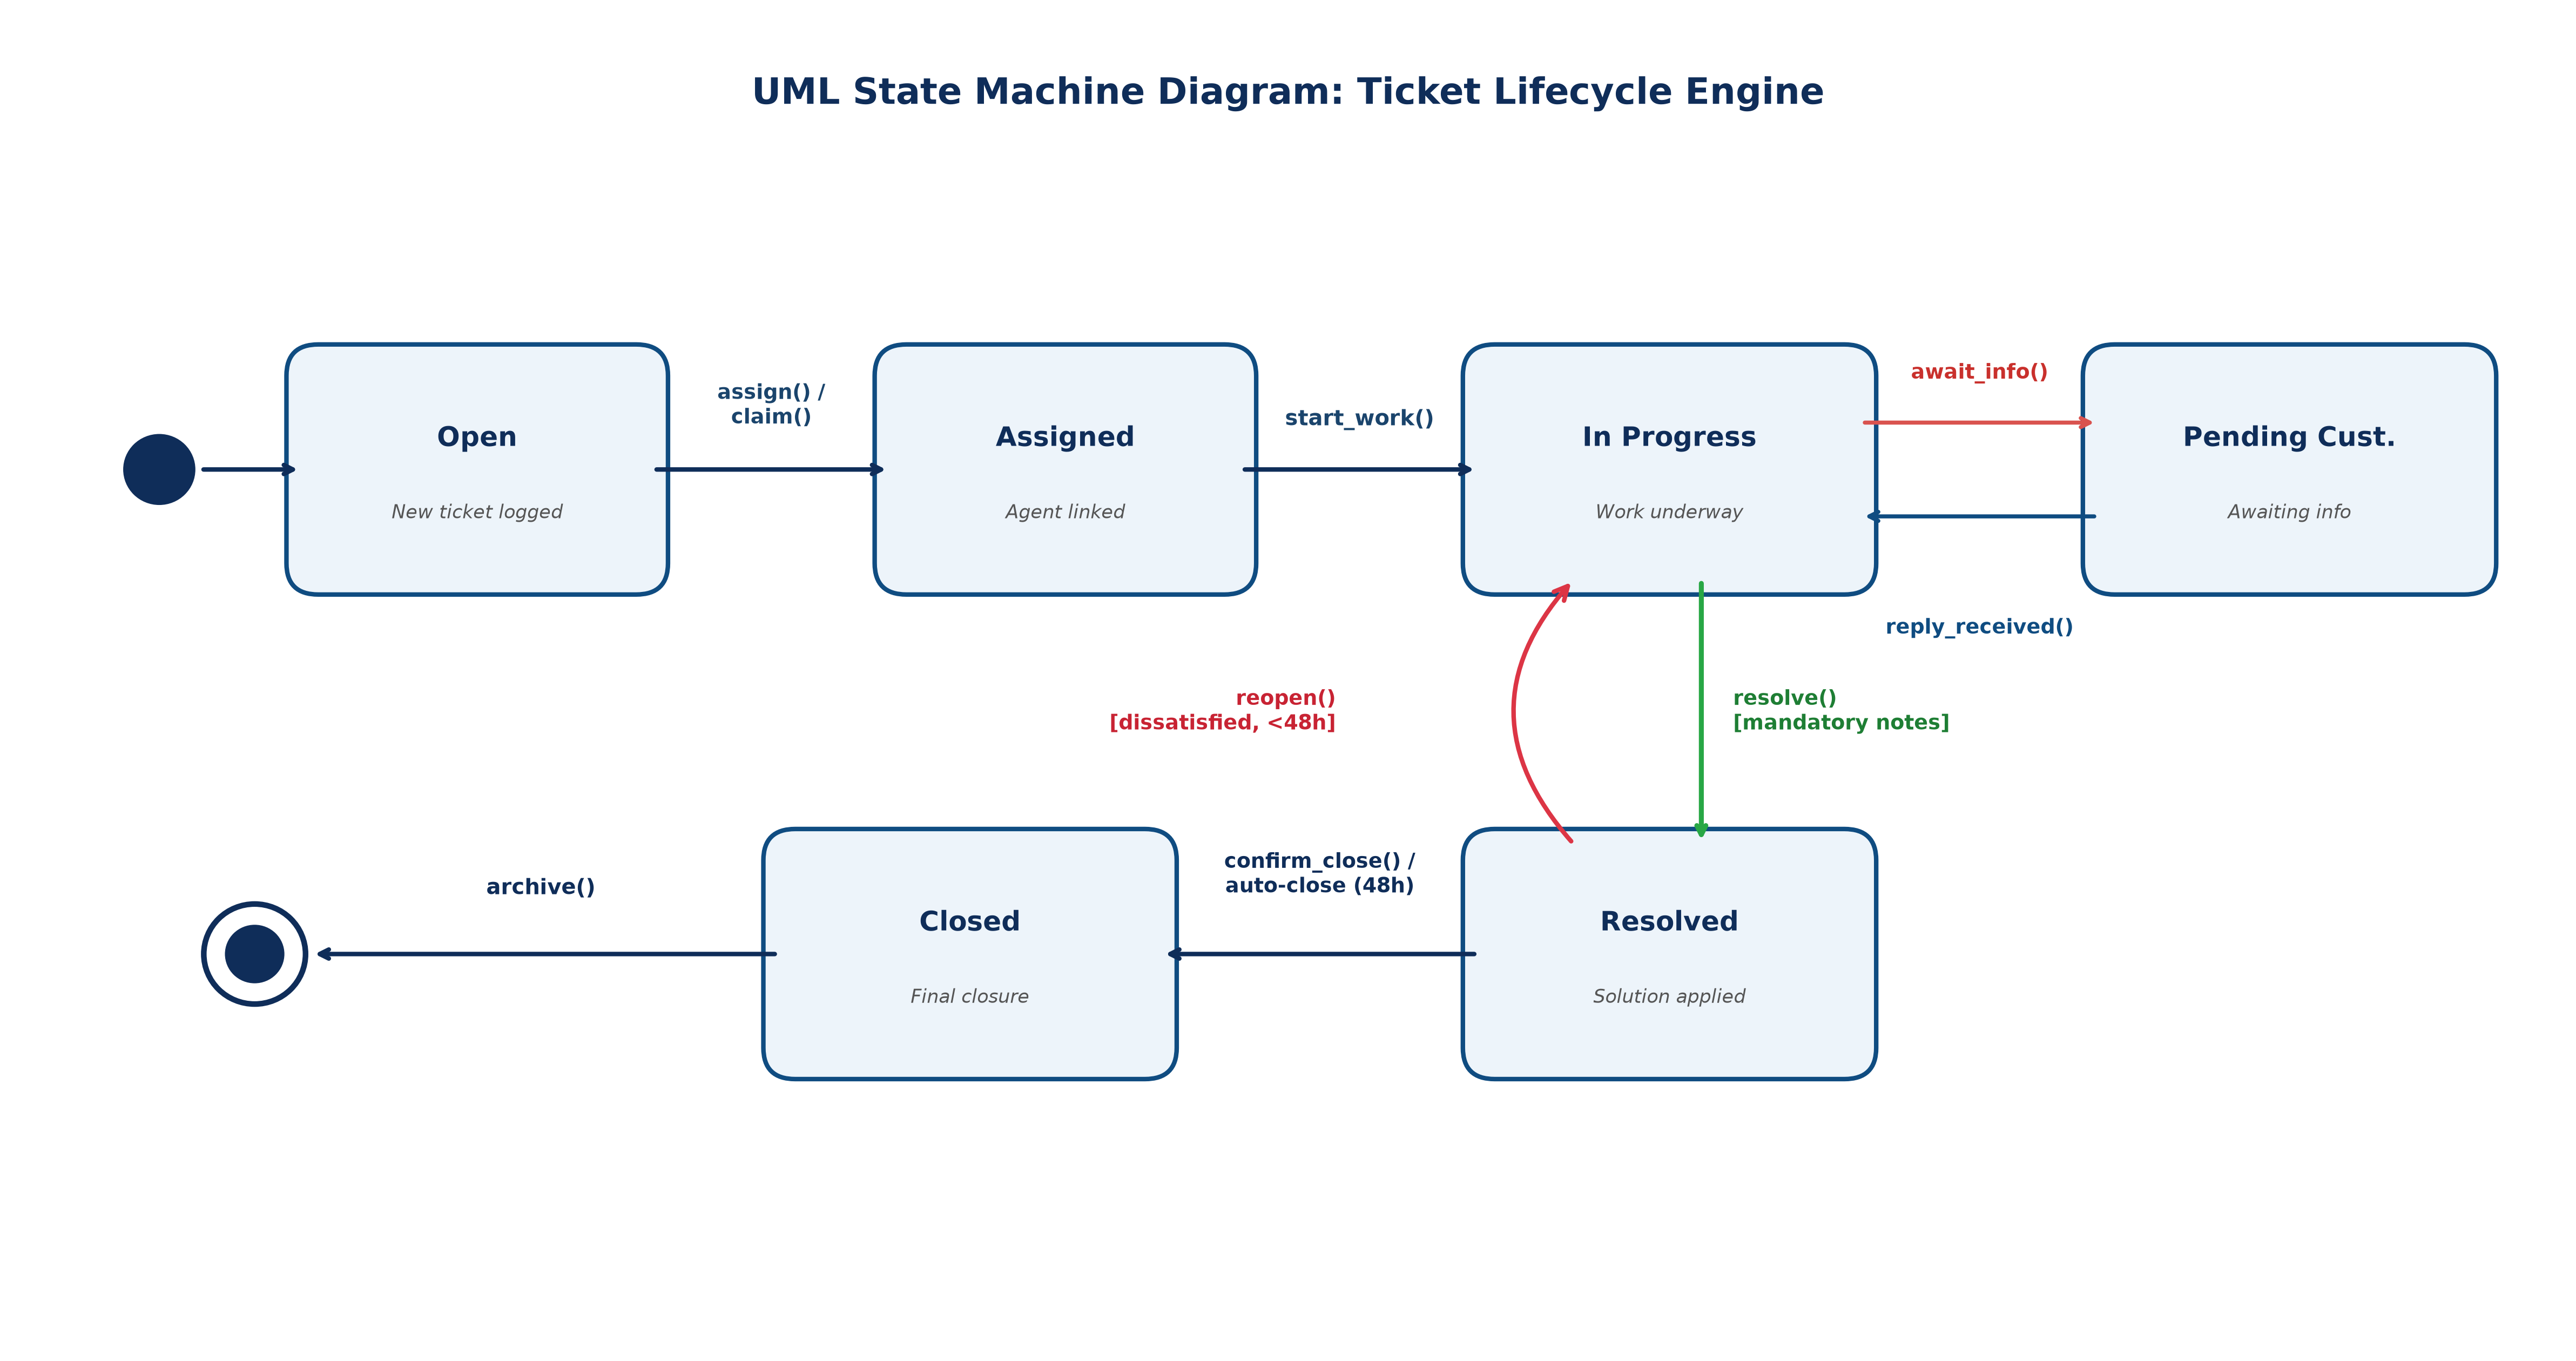 UML State Machine Diagram: Ticket Lifecycle Engine
Open
New ticket logged
assign() /
claim()
Assigned
Agent linked
start_work()
In Progress
Work underway
await_info()
Pending Cust.
Awaiting info
reply_received()
reopen()
[dissatisfied, <48h]
resolve()
[mandatory notes]
archive()
Closed
Final closure
confirm_close() /
auto-close (48h)
Resolved
Solution applied